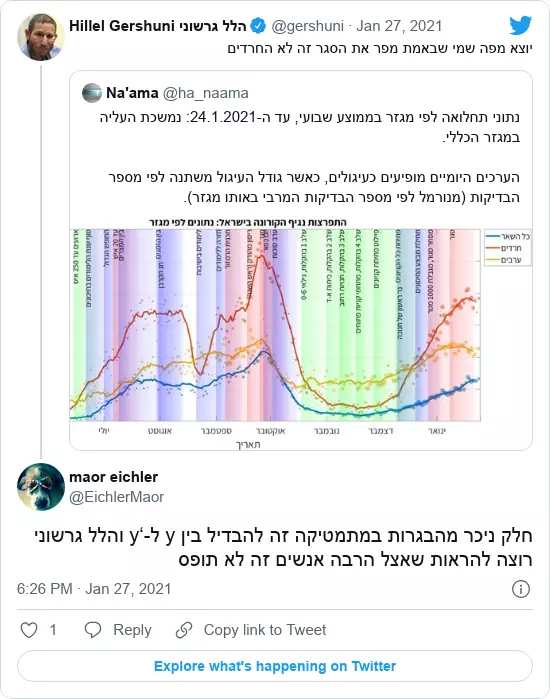 Hillel Gershuni הלל גרשוני @gershuni · Jan 27, 2021
יוצא מפה שמי שבאמת מפר את הסגר זה לא החרדים
Na'ama @ha_naama
נתוני תחלואה לפי מגזר בממוצע שבועי, עד ה-24.1.2021: נמשכת העליה
במגזר הכללי.
הערכים היומיים מופיעים כעיגולים, כאשר גודל העיגול משתנה לפי מספר
הבדיקות (מנורמל לפי מספר הבדיקות המרבי באותו מגזר).
התפרצות נגיף הקורונה בישראל: נתונים לפי מגזר
כל השאר
חרדים
ערבים
יולי
אוגוסט
ספטמבר
אוקטובר
נובמבר
דצמבר
ינואר
תאריך
maor eichler
@EichlerMaor
חלק ניכר מהבגרות במתמטיקה זה להבדיל בין y ל-y‘ והלל גרשוני
רוצה להראות שאצל הרבה אנשים זה לא תופס
6:26 PM · Jan 27, 2021
1 Reply Copy link to Tweet
Explore what's happening on Twitter